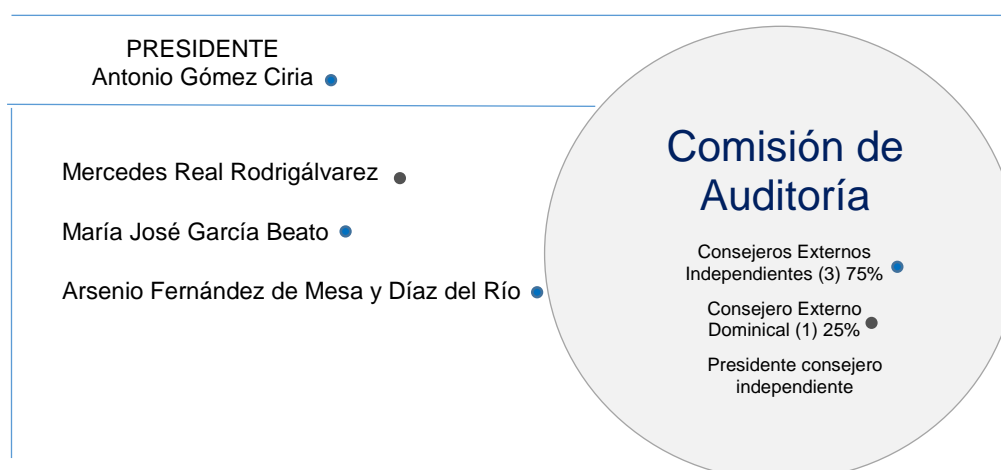 PRESIDENTE
Antonio Gómez Ciria
Mercedes Real Rodrigálvarez
María José García Beato
Arsenio Fernández de Mesa y Díaz del Río
Comisión de
Auditoría
Consejeros Externos
Independientes (3) 75%
Consejero Externo
Dominical (1) 25%
Presidente consejero
independiente